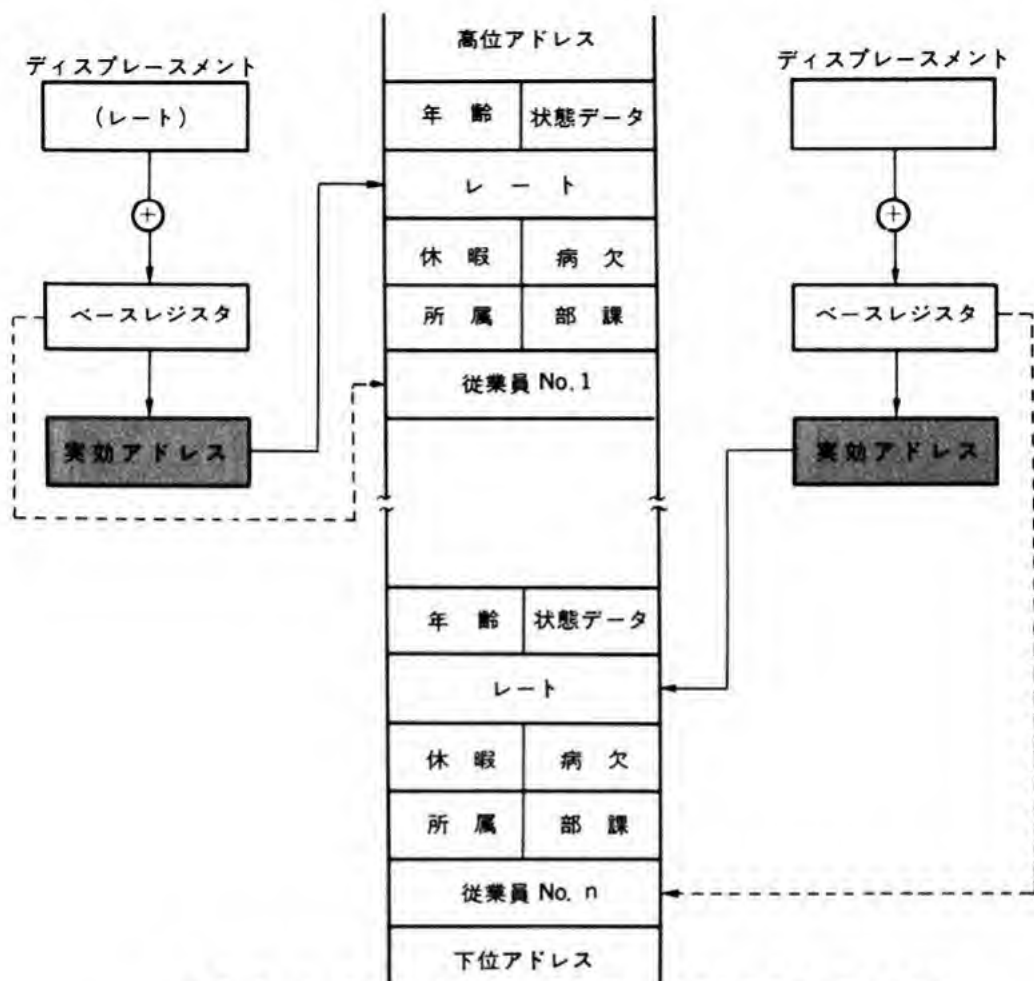 高位アドレス
ディスプレースメント
(レート)
⊕
ベースレジスタ
実効アドレス
年齢
状態データ
レート
休暇
病欠
所属
部課
従業員 No.1
年齢
状態データ
レート
休暇
病欠
所属
部課
従業員 No. n
下位アドレス
ディスプレースメント
⊕
ベースレジスタ
実効アドレス